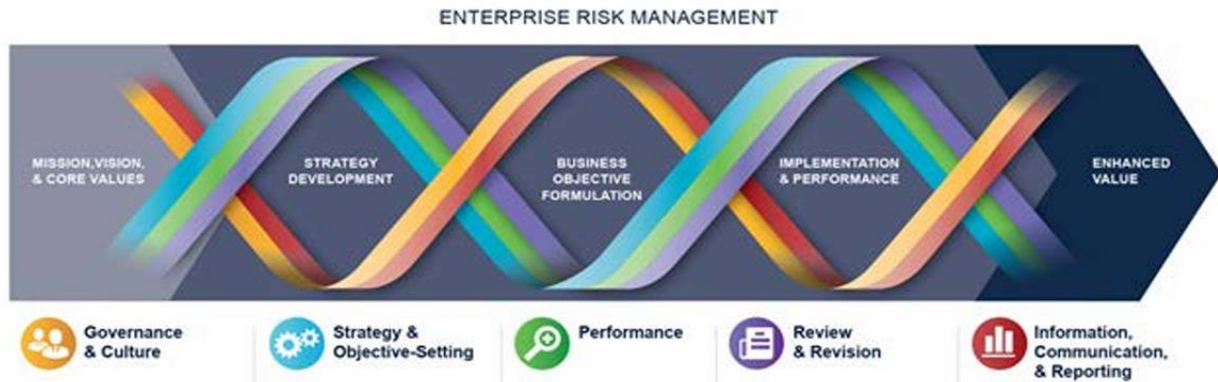 ENTERPRISE RISK MANAGEMENT
MISSION,VISION,
& CORE VALUES
STRATEGY
DEVELOPMENT
BUSINESS
OBJECTIVE
FORMULATION
IMPLEMENTATION
& PERFORMANCE
ENHANCED
VALUE
Governance
& Culture
Strategy &
Objective-Setting
Performance
Review
& Revision
Information,
Communication,
& Reporting